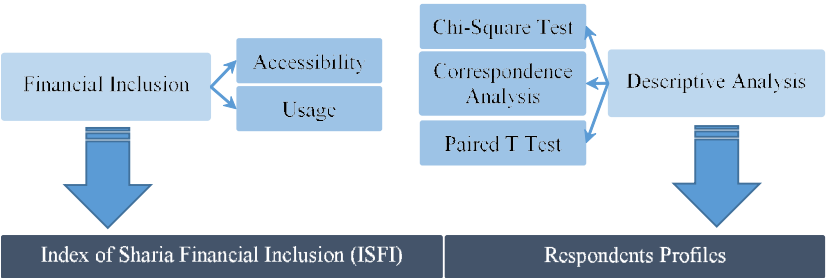 Financial Inclusion
Accessibility
Usage
Chi-Square Test
Correspondence
Analysis
Paired T Test
Descriptive Analysis
Index of Sharia Financial Inclusion (ISFI)
Respondents Profiles